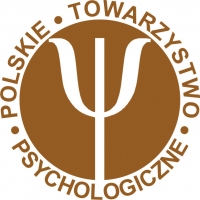 • POLSKIE • TOWARZYSTWO
• PSYCHOLOGICZNE •
Ψ